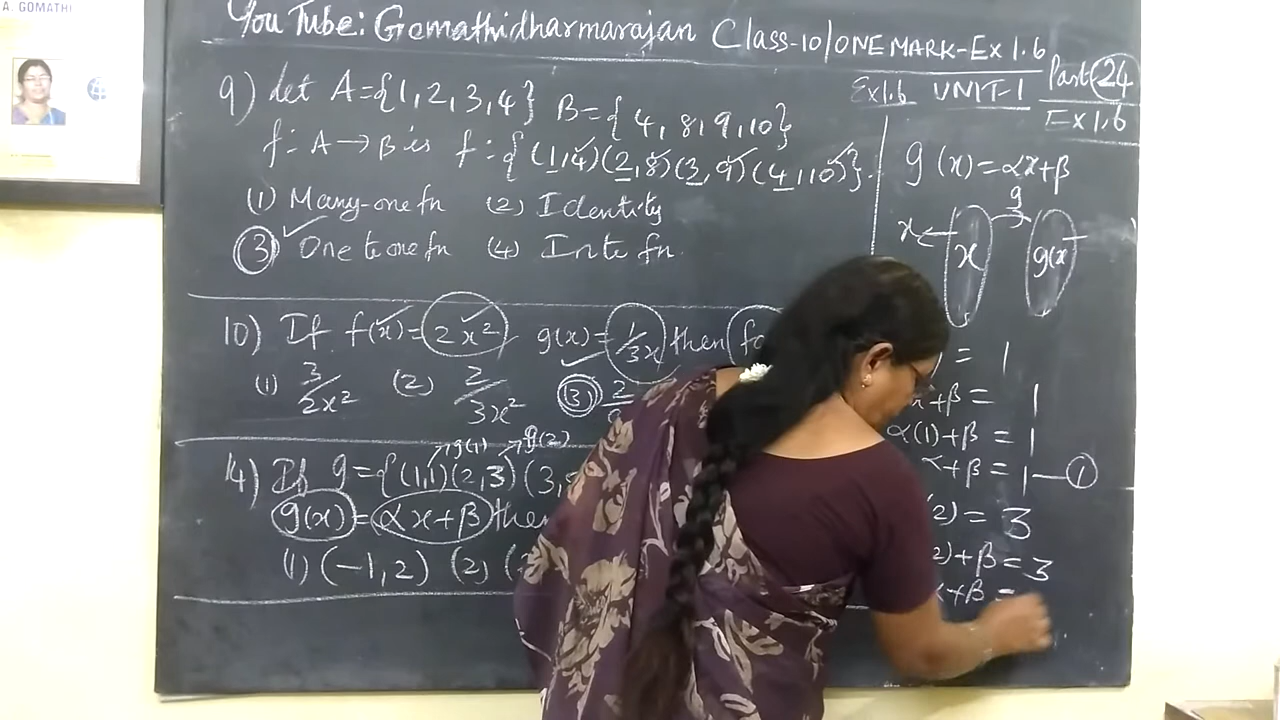 A. GOMATHI
YouTube: Gomathidharmarajan Class-10/ONE MARK-Ex 1.6
Ex1.6 UNIT-1 Part-24
Ex 1.6
9) Let A={1,2,3,4} B={4,8,9,10}
f: A→B is f:{(1,4)(2,8)(3,9)(4,10)}.
(1) Many-one fn (2) Identity
(3) One to one fn (4) Into fn.
10) If f(x)=2x² g(x)=1/3x then
(1) 3/2x² (2) 2/3x² (3) 2/
g(1) g(2)
14) If g={(1,1)(2,3)(3,
g(x)=αx+β then
(1) (-1,2) (2) (
g(x)=αx+β
g
x x g(x)
= 1
+β = 1
α(1)+β = 1
α+β = 1 — ①
2) = 3
2)+β = 3
+β =